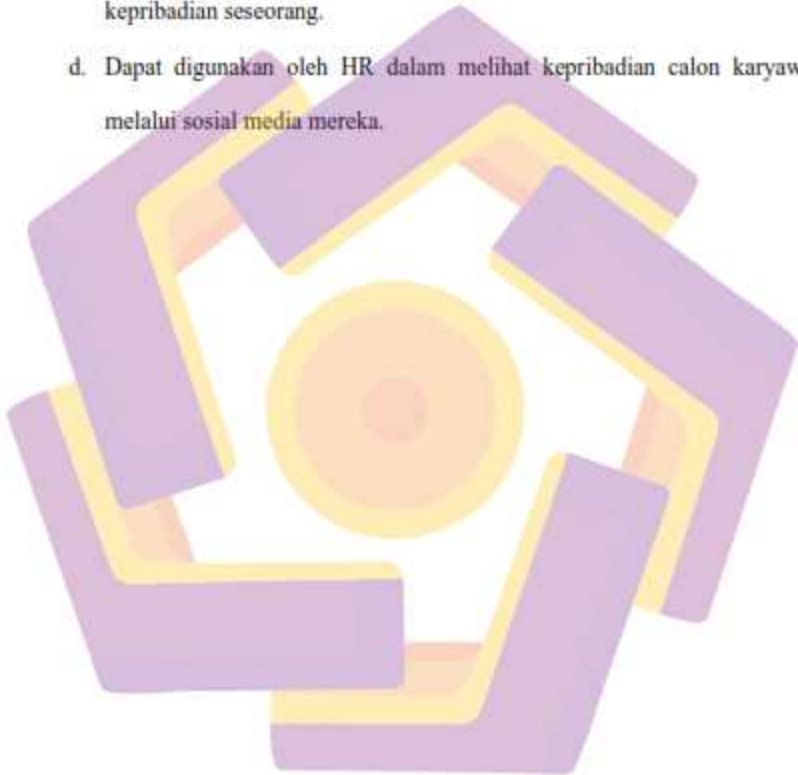 kepribadian seseorang.
d. Dapat digunakan oleh HR dalam melihat kepribadian calon karyaw
melalui sosial media mereka.